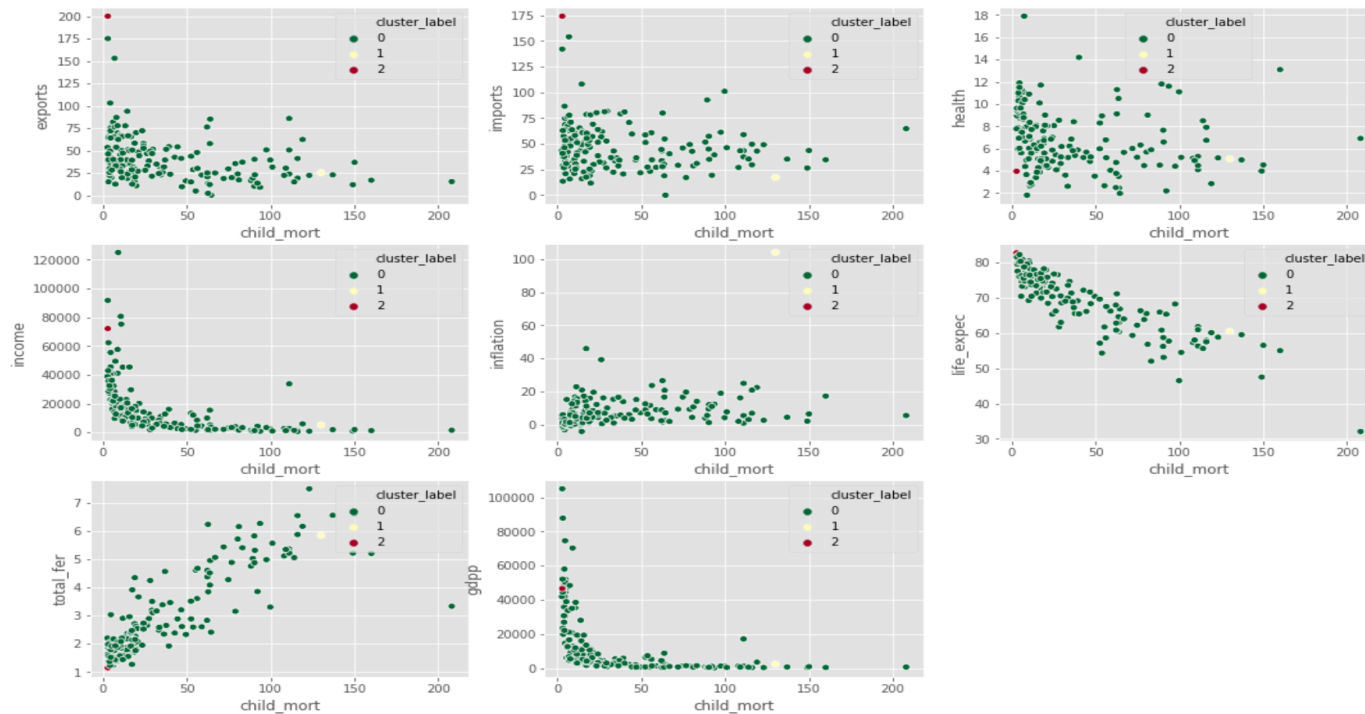 exports
200
175
150
125
100
75
50
25
0
cluster_label
0
1
2
0 50 100 150 200
child_mort
imports
175
150
125
100
75
50
25
0
cluster_label
0
1
2
0 50 100 150 200
child_mort
health
18
16
14
12
10
8
6
4
2
cluster_label
0
1
2
0 50 100 150 200
child_mort
income
120000
100000
80000
60000
40000
20000
0
cluster_label
0
1
2
0 50 100 150 200
child_mort
inflation
100
80
60
40
20
0
cluster_label
0
1
2
0 50 100 150 200
child_mort
life_expec
80
70
60
50
40
30
cluster_label
0
1
2
0 50 100 150 200
child_mort
total_fer
7
6
5
4
3
2
1
cluster_label
0
1
2
0 50 100 150 200
child_mort
gdpp
100000
80000
60000
40000
20000
0
cluster_label
0
1
2
0 50 100 150 200
child_mort